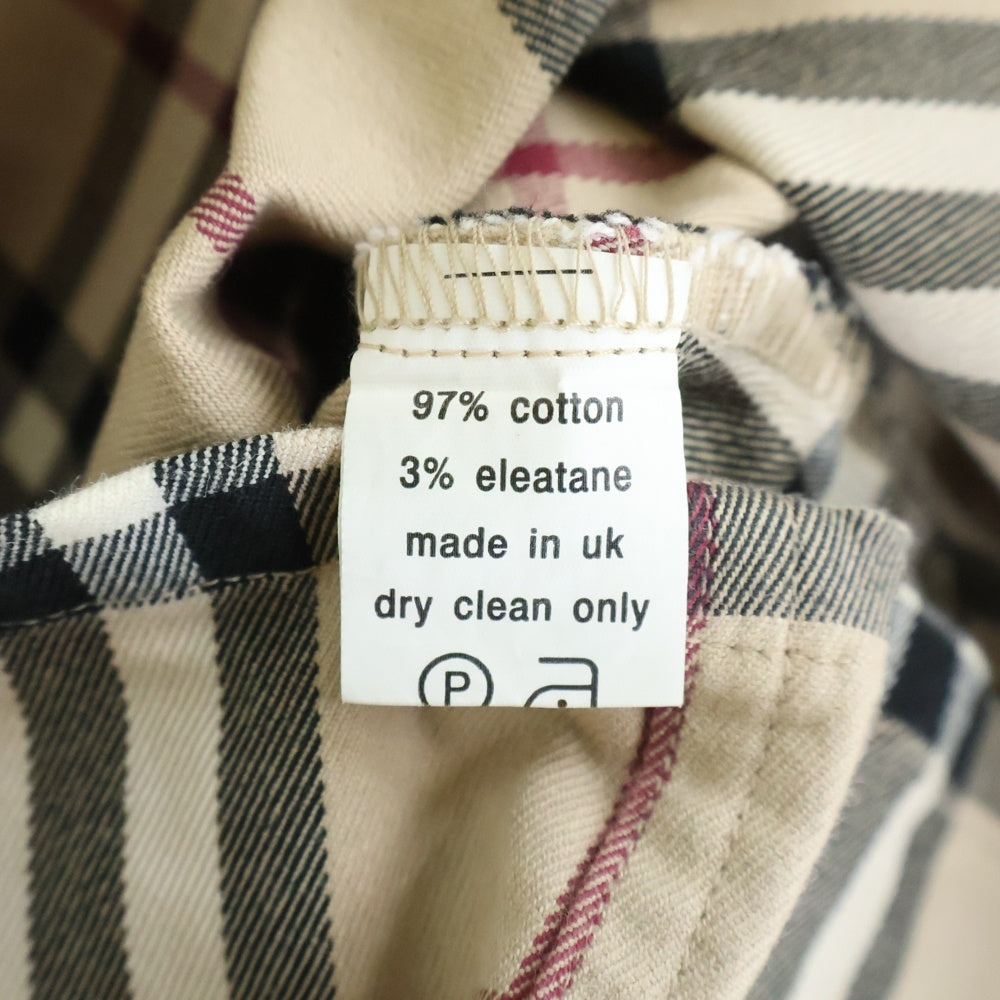 97% cotton
3% eleatane
made in uk
dry clean only
P